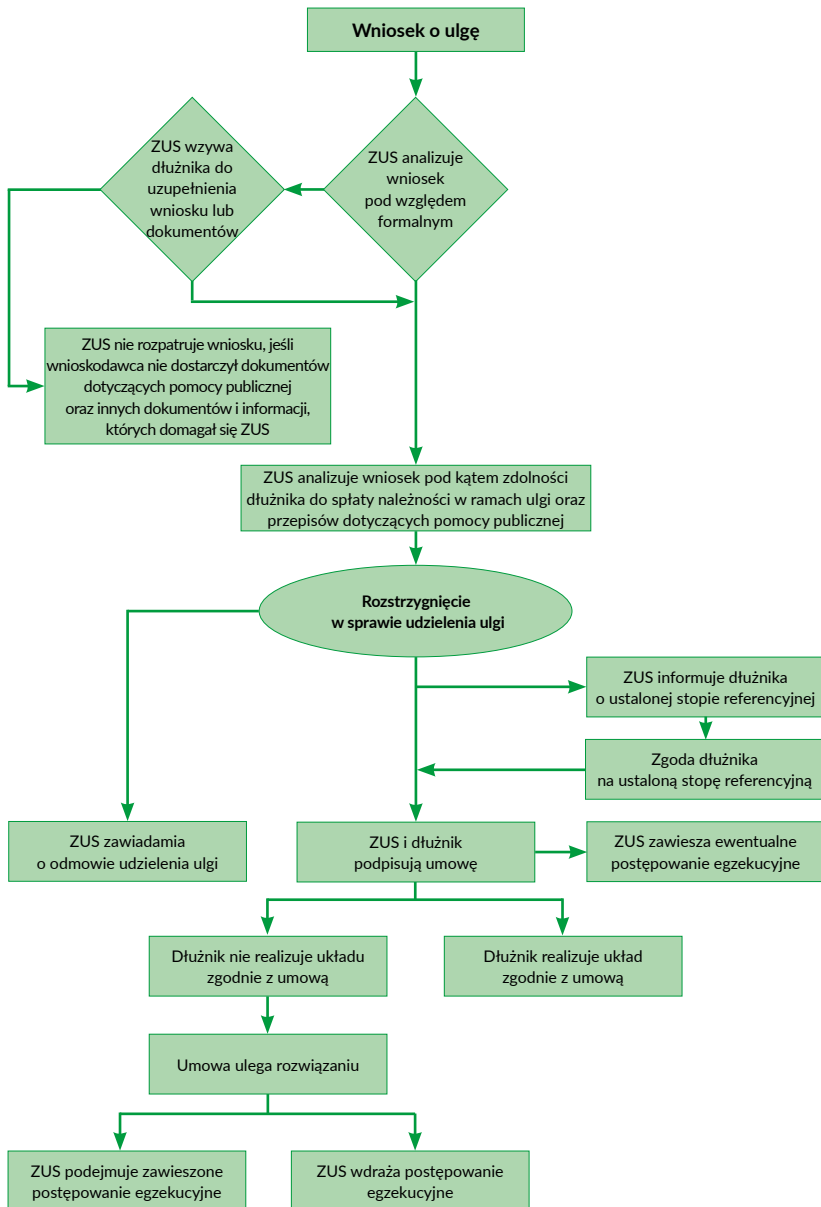 Wniosek o ulgę
ZUS wzywa
dłużnika do
uzupełnienia
wniosku lub
dokumentów
ZUS analizuje
wniosek
pod względem
formalnym
ZUS nie rozpatruje wniosku, jeśli
wnioskodawca nie dostarczył dokumentów
dotyczących pomocy publicznej
oraz innych dokumentów i informacji,
których domagał się ZUS
ZUS analizuje wniosek pod kątem zdolności
dłużnika do spłaty należności w ramach ulgi oraz
przepisów dotyczących pomocy publicznej
Rozstrzygnięcie
w sprawie udzielenia ulgi
ZUS informuje dłużnika
o ustalonej stopie referencyjnej
Zgoda dłużnika
na ustaloną stopę referencyjną
ZUS zawiadamia
o odmowie udzielenia ulgi
ZUS i dłużnik
podpisują umowę
ZUS zawiesza ewentualne
postępowanie egzekucyjne
Dłużnik nie realizuje układu
zgodnie z umową
Dłużnik realizuje układ
zgodnie z umową
Umowa ulega rozwiązaniu
ZUS podejmuje zawieszone
postępowanie egzekucyjne
ZUS wdraża postępowanie
egzekucyjne